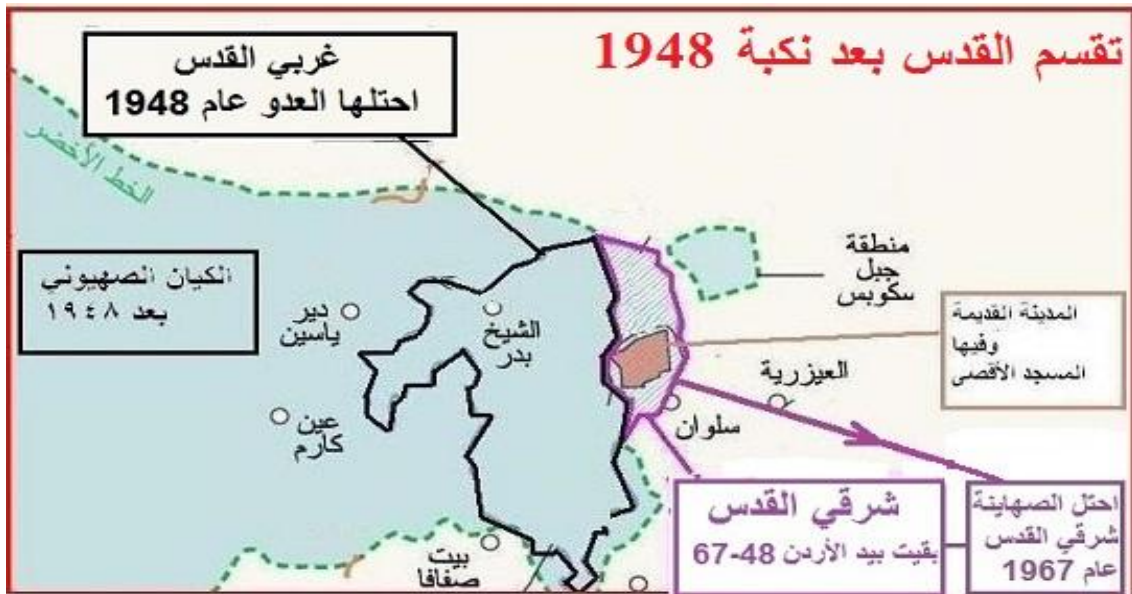 تقسم القدس بعد نكبة 1948
غربي القدس
احتلها العدو عام 1948
الخط الأخضر
الكيان الصهيوني
بعد ١٩٤٨
دير
ياسين
الشيخ
بدر
عين
كارم
منطقة
جبل
سكوبس
المدينة القديمة
وفيها
المسجد الأقصى
العيزرية
سلوان
شرقي القدس
بقيت بيد الأردن 48-67
احتل الصهاينة
شرقي القدس
عام 1967
بيت
صفافا